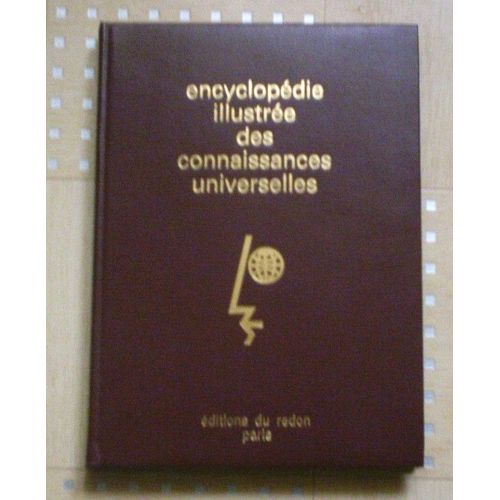 encyclopédie
illustrée
des
connaissances
universelles
éditions du redon
paris